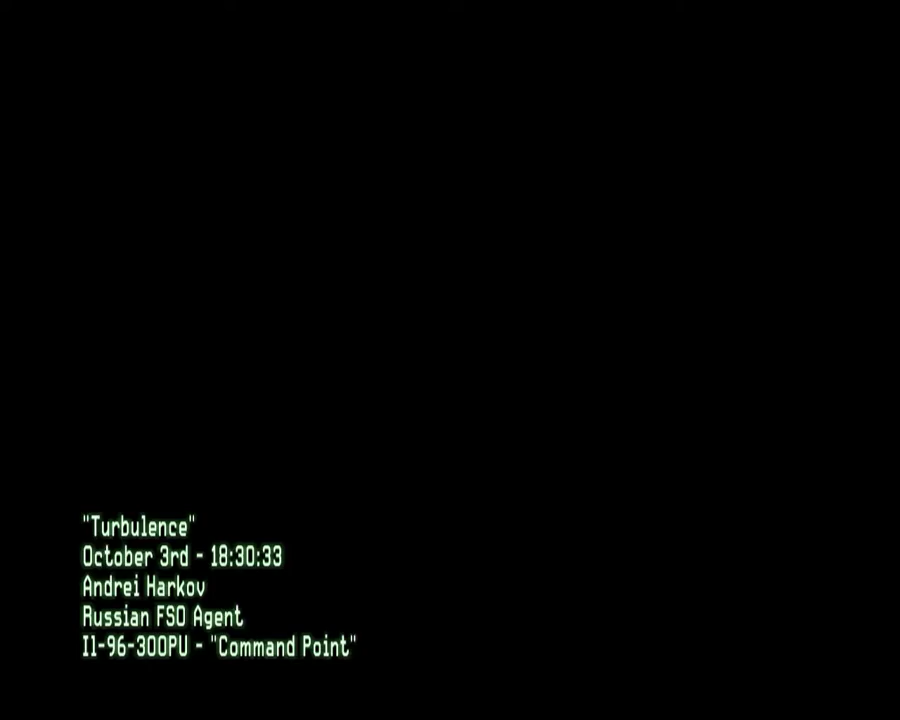 "Turbulence"
October 3rd - 18:30:33
Andrei Harkov
Russian FSO Agent
Il-96-300PU - "Command Point"